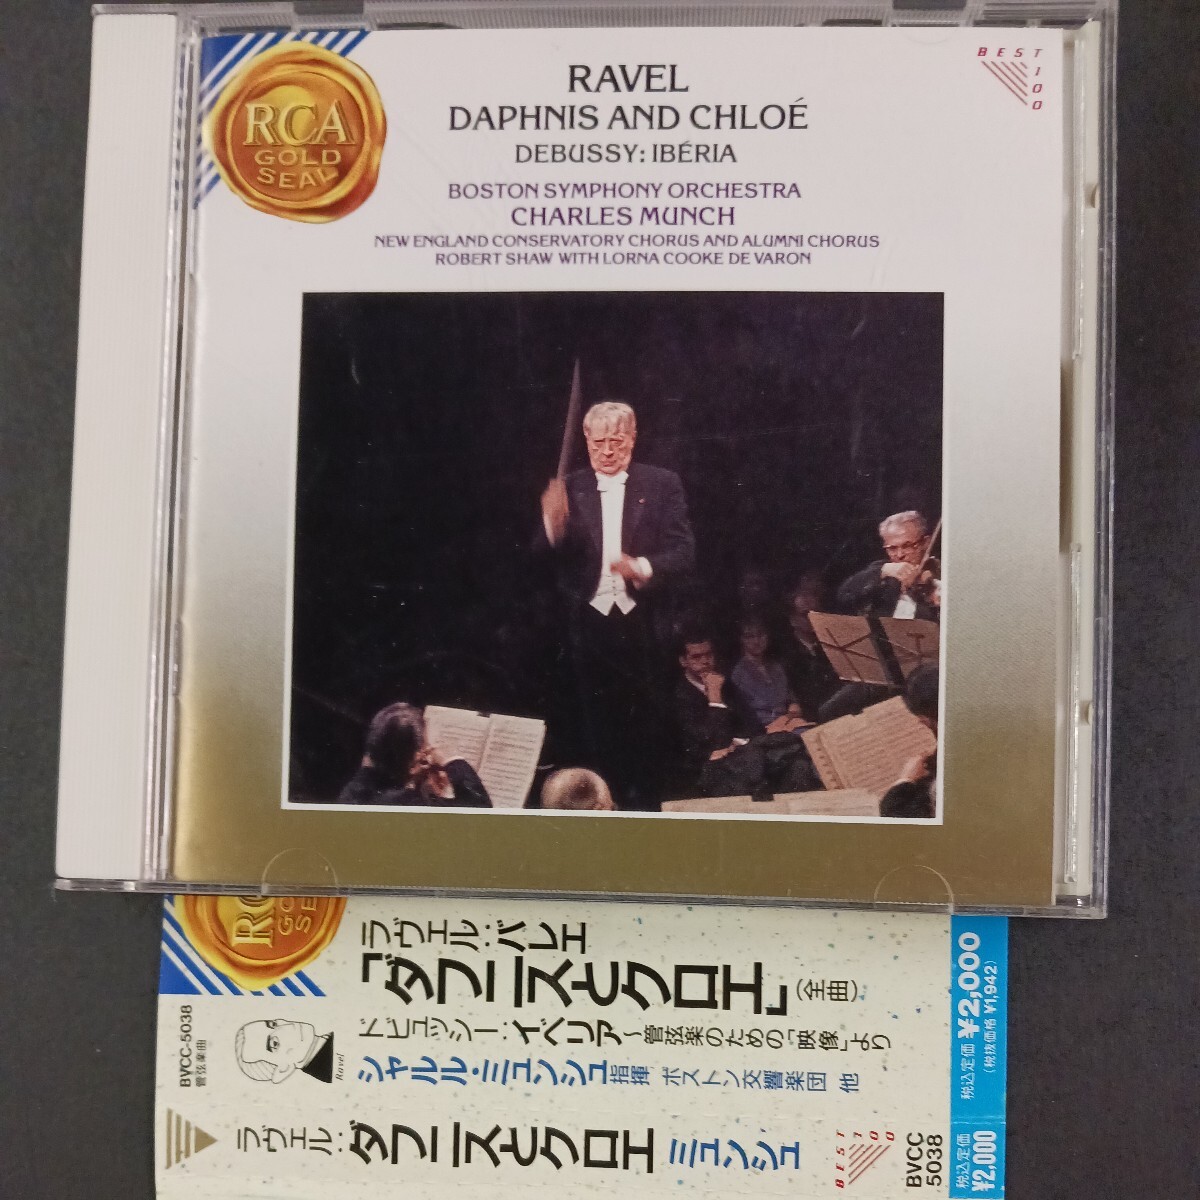 RCA
GOLD
SEAL
BEST
100
RAVEL
DAPHNIS AND CHLOÉ
DEBUSSY: IBÉRIA
BOSTON SYMPHONY ORCHESTRA
CHARLES MUNCH
NEW ENGLAND CONSERVATORY CHORUS AND ALUMNI CHORUS
ROBERT SHAW WITH LORNA COOKE DE VARON
RC
GO
SE
BVCC-5038
管弦楽曲
Ravel
ラヴェル:バレエ
「ダフニスとクロエ」(全曲)
ドビュッシー:イベリア〜管弦楽のための「映像」より
シャルル・ミュンシュ指揮 ボストン交響楽団 他
税込定価 ¥2,000
(税抜価格 ¥1,942)
ラヴェル:ダフニスとクロエ ミュンシュ
BEST
100
BVCC
5038
税込定価
¥2,000